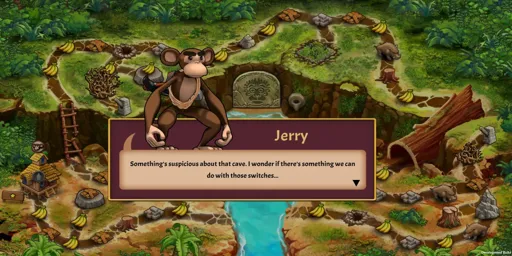 Jerry
Something's suspicious about that cave. I wonder if there's something we can
do with those switches...